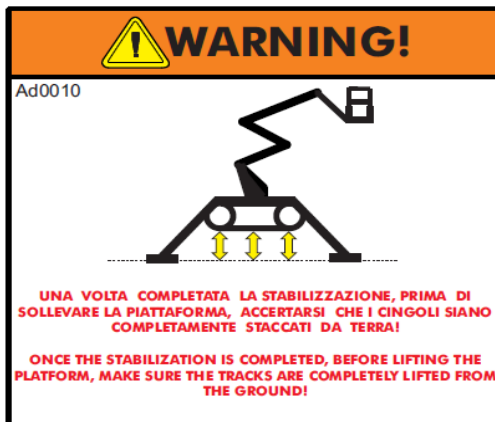 WARNING!
Ad0010
UNA VOLTA COMPLETATA LA STABILIZZAZIONE, PRIMA DI
SOLLEVARE LA PIATTAFORMA, ACCERTARSI CHE I CINGOLI SIANO
COMPLETAMENTE STACCATI DA TERRA!
ONCE THE STABILIZATION IS COMPLETED, BEFORE LIFTING THE
PLATFORM, MAKE SURE THE TRACKS ARE COMPLETELY LIFTED FROM
THE GROUND!